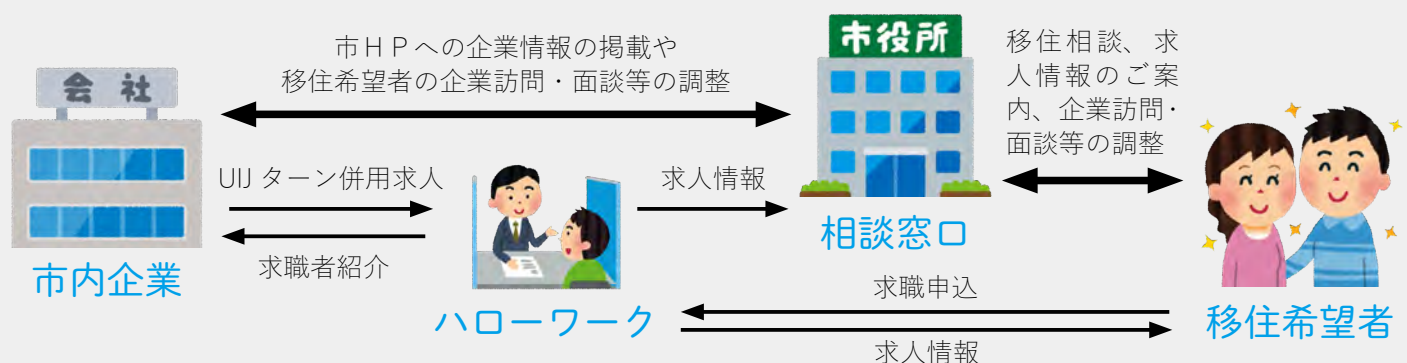 市ＨＰへの企業情報の掲載や
移住希望者の企業訪問・面談等の調整
会社
市役所
移住相談、求
人情報のご案
内、企業訪問・
面談等の調整
UIJ ターン併用求人
求人情報
求職者紹介
市内企業
ハローワーク
相談窓口
求職申込
求人情報
移住希望者